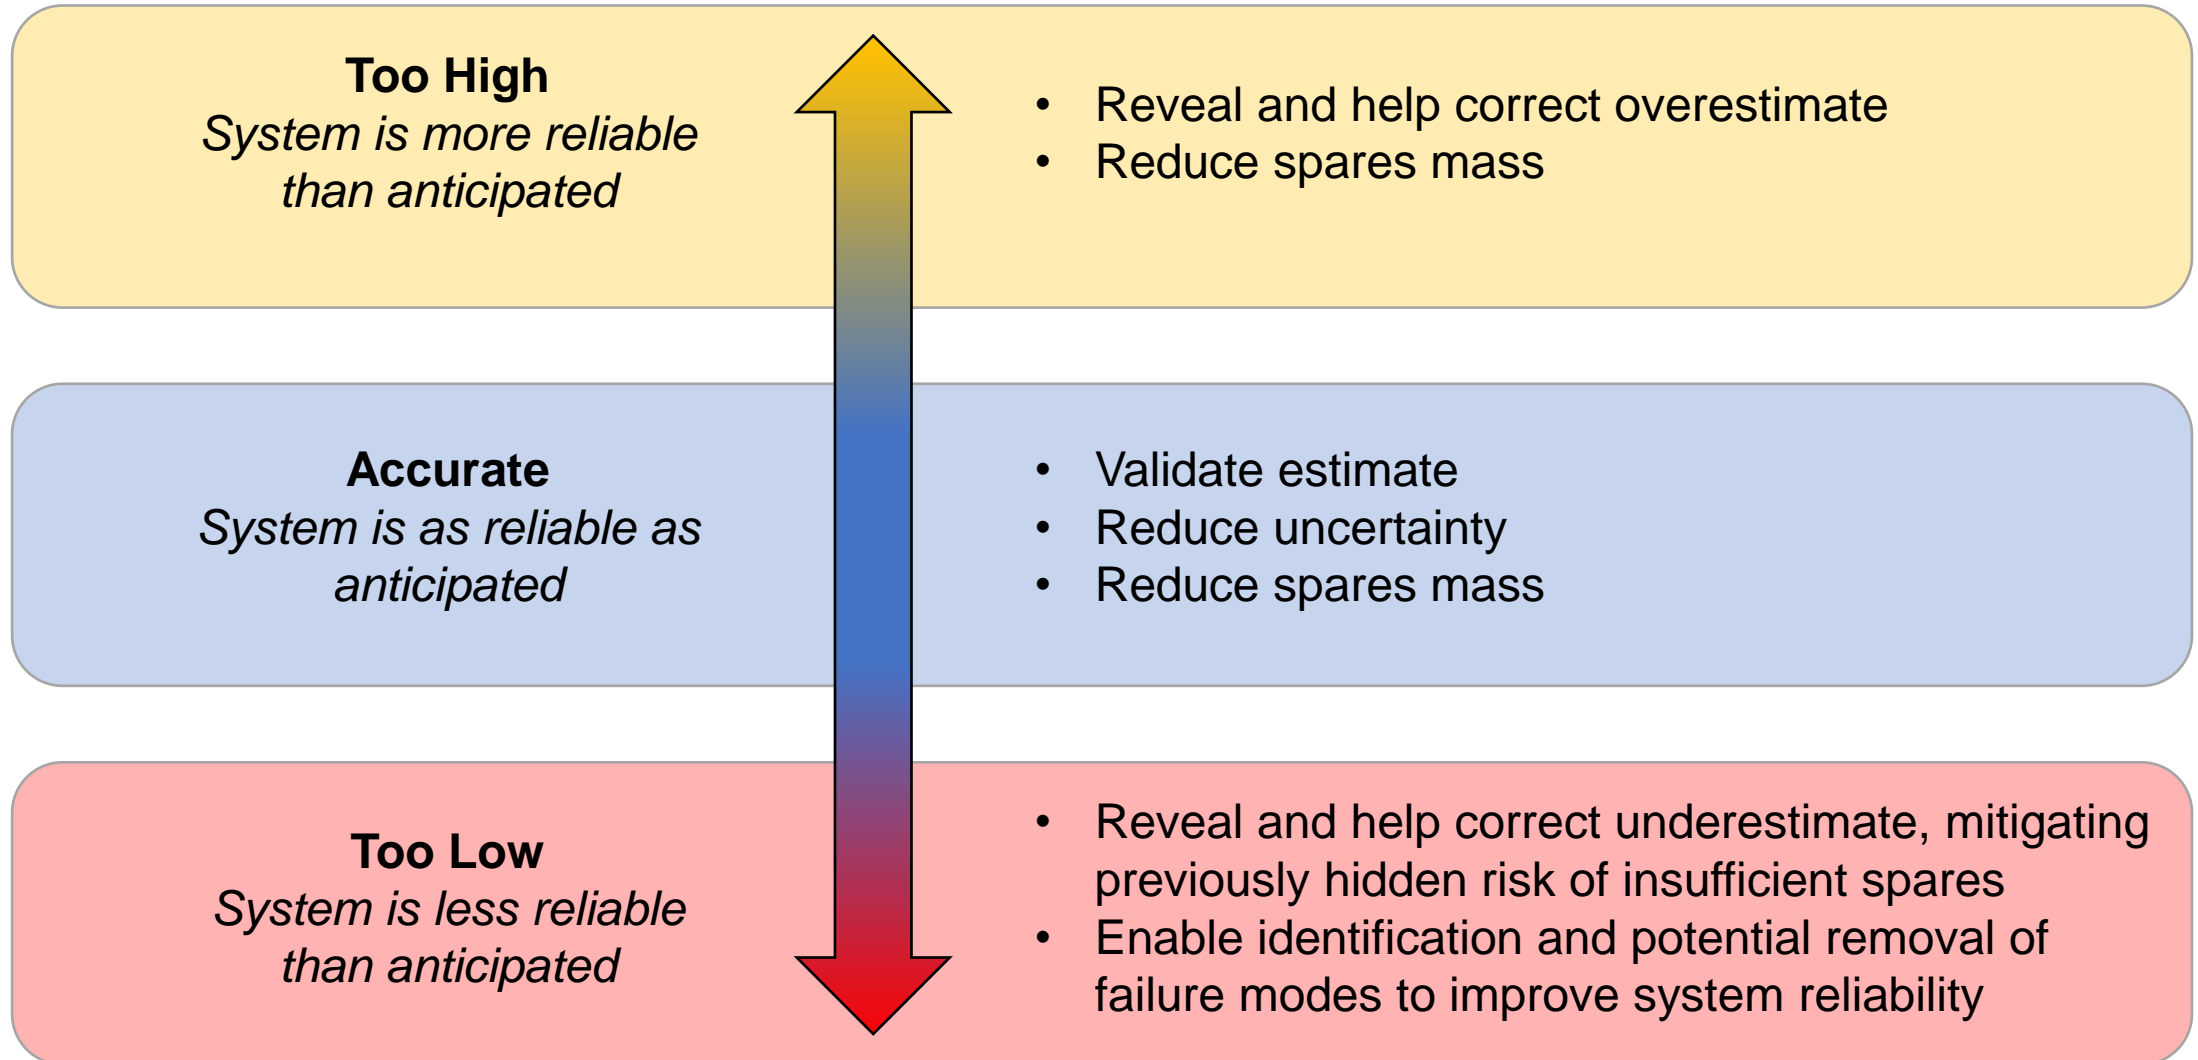 Too High
System is more reliable
than anticipated
• Reveal and help correct overestimate
• Reduce spares mass
Accurate
System is as reliable as
anticipated
• Validate estimate
• Reduce uncertainty
• Reduce spares mass
Too Low
System is less reliable
than anticipated
• Reveal and help correct underestimate, mitigating
previously hidden risk of insufficient spares
• Enable identification and potential removal of
failure modes to improve system reliability